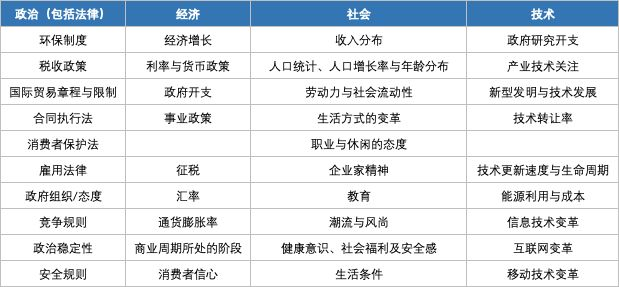 政治（包括法律） 经济 社会 技术
环保制度 经济增长 收入分布 政府研究开支
税收政策 利率与货币政策 人口统计、人口增长率与年龄分布 产业技术关注
国际贸易章程与限制 政府开支 劳动力与社会流动性 新型发明与技术发展
合同执行法 事业政策 生活方式的变革 技术转让率
消费者保护法 职业与休闲的态度
雇用法律 征税 企业家精神 技术更新速度与生命周期
政府组织/态度 汇率 教育 能源利用与成本
竞争规则 通货膨胀率 潮流与风尚 信息技术变革
政治稳定性 商业周期所处的阶段 健康意识、社会福利及安全感 互联网变革
安全规则 消费者信心 生活条件 移动技术变革